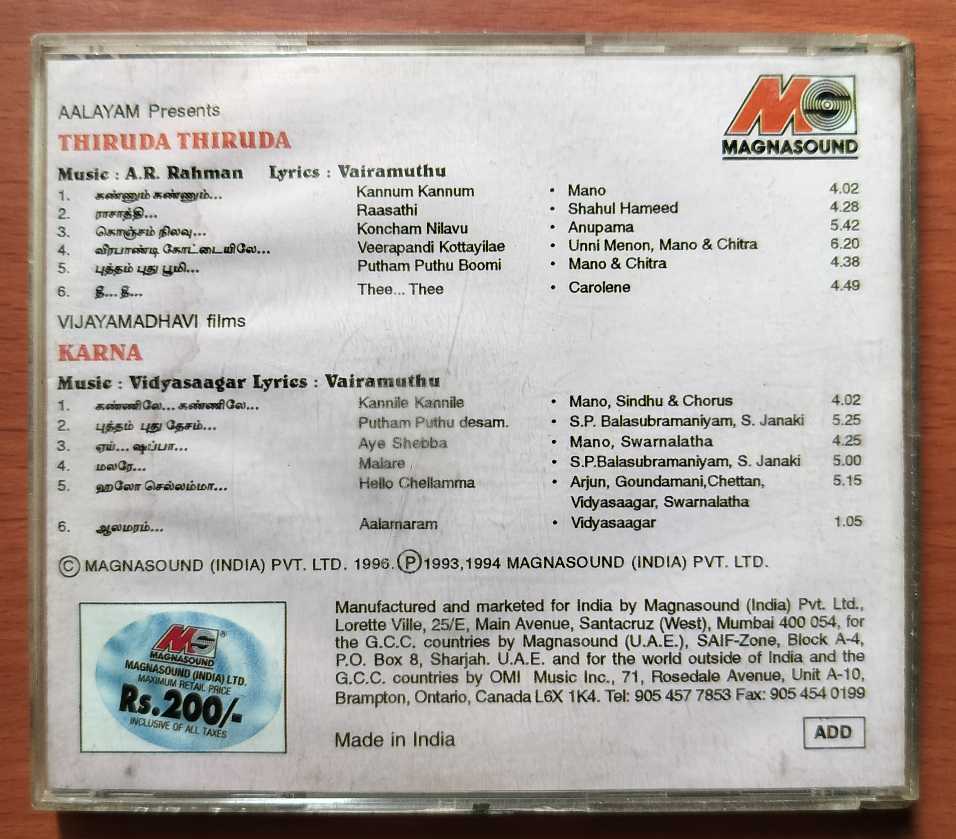 AALAYAM Presents
THIRUDA THIRUDA
MAGNASOUND
Music : A.R. Rahman Lyrics : Vairamuthu
1. கண்ணும் கண்ணும்... Kannum Kannum • Mano 4.02
2. ராசாத்தி... Raasathi • Shahul Hameed 4.28
3. கொஞ்சம் நிலவு... Koncham Nilavu • Anupama 5.42
4. வீரபாண்டி கோட்டையிலே... Veerapandi Kottayilae • Unni Menon, Mano & Chitra 6.20
5. புத்தம் புது பூமி... Putham Puthu Boomi • Mano & Chitra 4.38
6. தீ... தீ... Thee... Thee • Carolene 4.49
VIJAYAMADHAVI films
KARNA
Music : Vidyasaagar Lyrics : Vairamuthu
1. கண்ணிலே... கண்ணிலே... Kannile Kannile • Mano, Sindhu & Chorus 4.02
2. புத்தம் புது தேசம்... Putham Puthu desam. • S.P. Balasubramaniyam, S. Janaki 5.25
3. ஏய்... ஷப்பா... Aye Shebba • Mano, Swarnalatha 4.25
4. மலரே... Malare • S.P.Balasubramaniyam, S. Janaki 5.00
5. ஹலோ செல்லம்மா... Hello Chellamma • Arjun, Goundamani,Chettan, 5.15
Vidyasaagar, Swarnalatha
6. ஆலமரம்... Aalamaram • Vidyasaagar 1.05
© MAGNASOUND (INDIA) PVT. LTD. 1996. ℗ 1993,1994 MAGNASOUND (INDIA) PVT. LTD.
MAGNASOUND ®
MAGNASOUND (INDIA) LTD.
MAXIMUM RETAIL PRICE
Rs.200/-
INCLUSIVE OF ALL TAXES
Manufactured and marketed for India by Magnasound (India) Pvt. Ltd.,
Lorette Ville, 25/E, Main Avenue, Santacruz (West), Mumbai 400 054, for
the G.C.C. countries by Magnasound (U.A.E.), SAIF-Zone, Block A-4,
P.O. Box 8, Sharjah. U.A.E. and for the world outside of India and the
G.C.C. countries by OMI Music Inc., 71, Rosedale Avenue, Unit A-10,
Brampton, Ontario, Canada L6X 1K4. Tel: 905 457 7853 Fax: 905 454 0199
Made in India
ADD